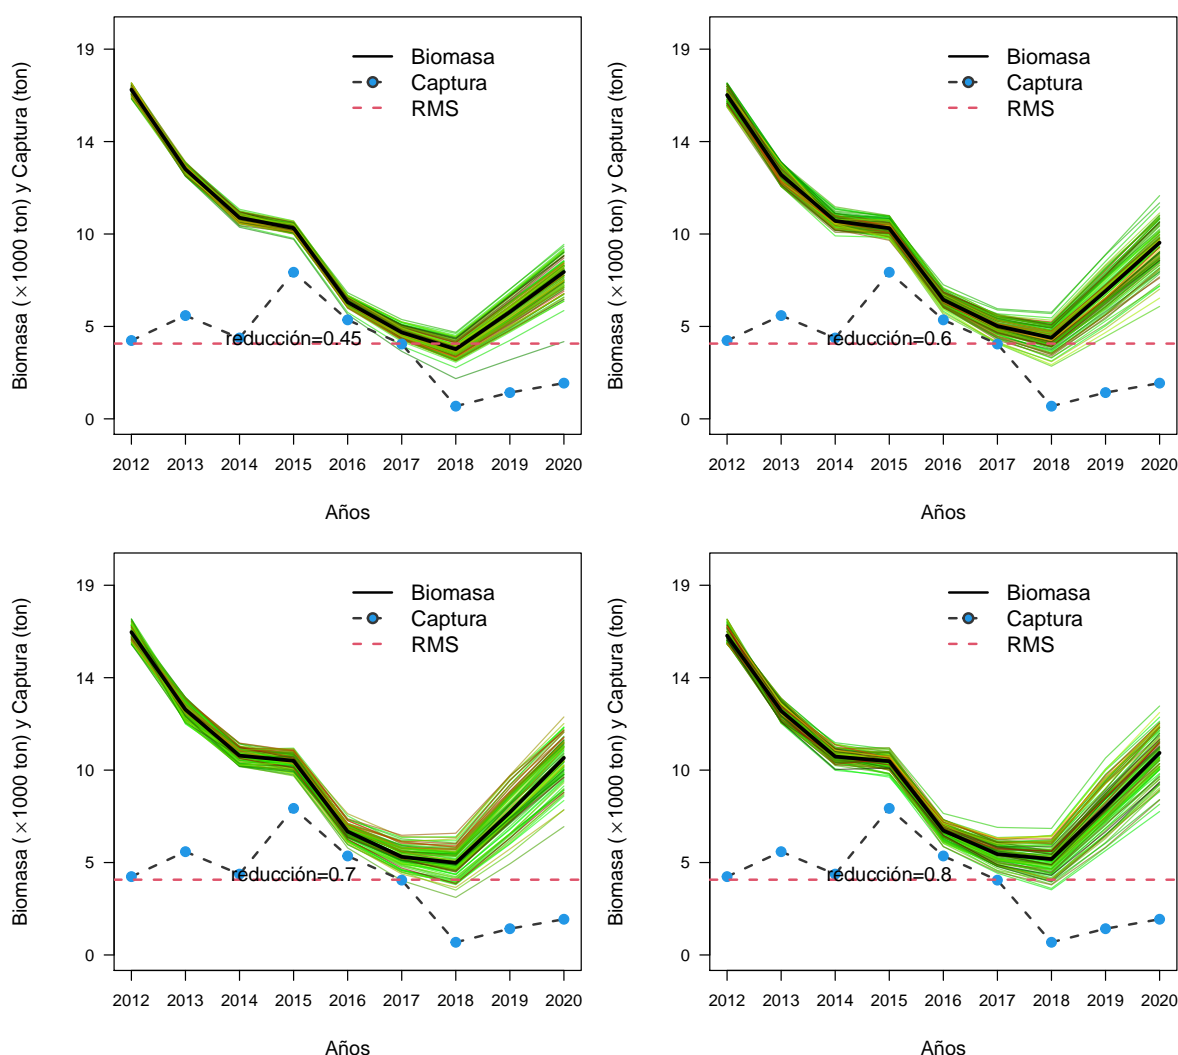 Biomasa (×1000 ton) y Captura (ton)
19
14
10
5
0
Biomasa
Captura
RMS
reducción=0.45
2012 2013 2014 2015 2016 2017 2018 2019 2020
Años
Biomasa (×1000 ton) y Captura (ton)
19
14
10
5
0
Biomasa
Captura
RMS
reducción=0.6
2012 2013 2014 2015 2016 2017 2018 2019 2020
Años
Biomasa (×1000 ton) y Captura (ton)
19
14
10
5
0
Biomasa
Captura
RMS
reducción=0.7
2012 2013 2014 2015 2016 2017 2018 2019 2020
Años
Biomasa (×1000 ton) y Captura (ton)
19
14
10
5
0
Biomasa
Captura
RMS
reducción=0.8
2012 2013 2014 2015 2016 2017 2018 2019 2020
Años